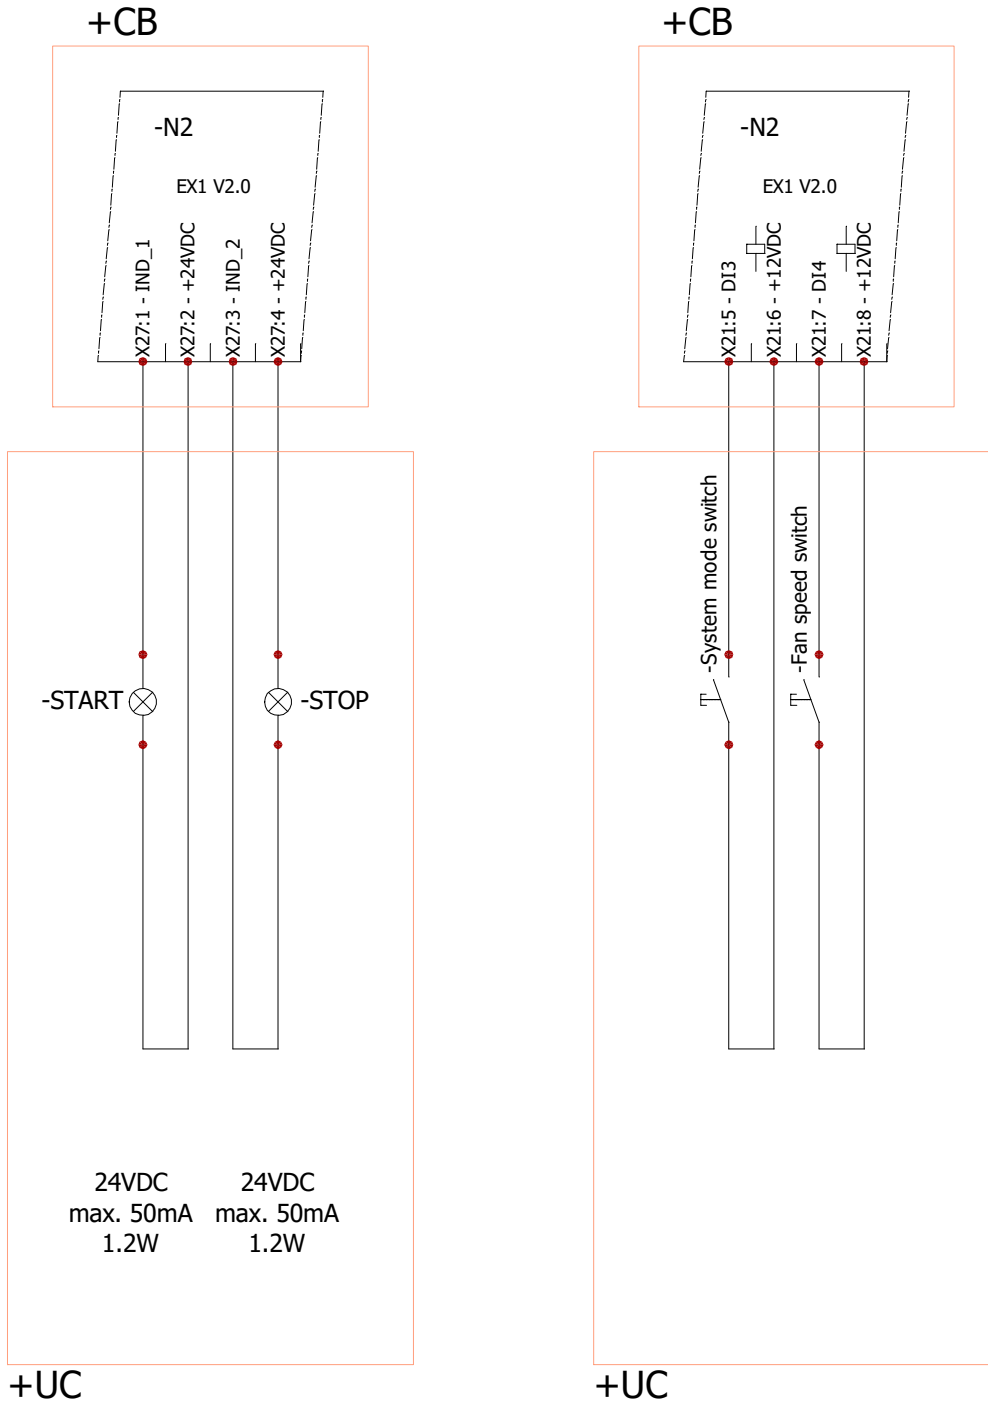 +CB
-N2
EX1 V2.0
X27:1 - IND_1
X27:2 - +24VDC
X27:3 - IND_2
X27:4 - +24VDC
-START
-STOP
24VDC
max. 50mA
1.2W
24VDC
max. 50mA
1.2W
+UC
+CB
-N2
EX1 V2.0
X21:5 - DI3
X21:6 - +12VDC
X21:7 - DI4
X21:8 - +12VDC
-System mode switch
-Fan speed switch
+UC